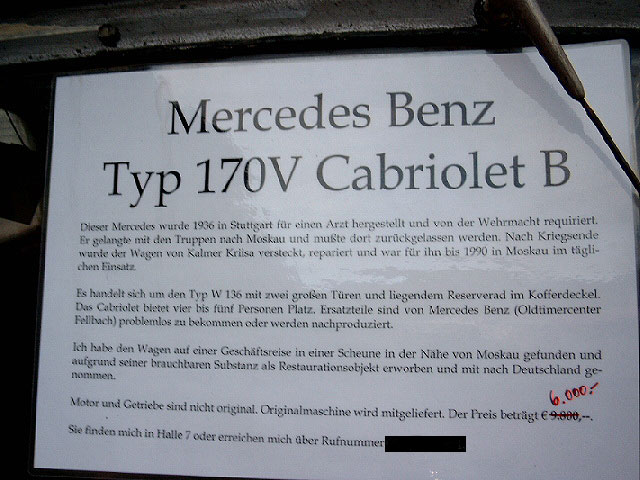 Mercedes Benz
Typ 170V Cabriolet B
Dieser Mercedes wurde 1936 in Stuttgart für einen Arzt hergestellt und von der Wehrmacht requiriert.
Er gelangte mit den Truppen nach Moskau und mußte dort zurückgelassen werden. Nach Kriegsende
wurde der Wagen von Kalmer Kriisa versteckt, repariert und war für ihn bis 1990 in Moskau im tägli-
chen Einsatz.
Es handelt sich um den Typ W 136 mit zwei großen Türen und liegendem Reserverad im Kofferdeckel.
Das Cabriolet bietet vier bis fünf Personen Platz. Ersatzteile sind von Mercedes Benz (Oldtimercenter
Fellbach) problemlos zu bekommen oder werden nachproduziert.
Ich habe den Wagen auf einer Geschäftsreise in einer Scheune in der Nähe von Moskau gefunden und
aufgrund seiner brauchbaren Substanz als Restaurationsobjekt erworben und mit nach Deutschland ge-
nommen.
6.000.-
Motor und Getriebe sind nicht original. Originalmaschine wird mitgeliefert. Der Preis beträgt € 9.800,--.
Sie finden mich in Halle 7 oder erreichen mich über Rufnummer